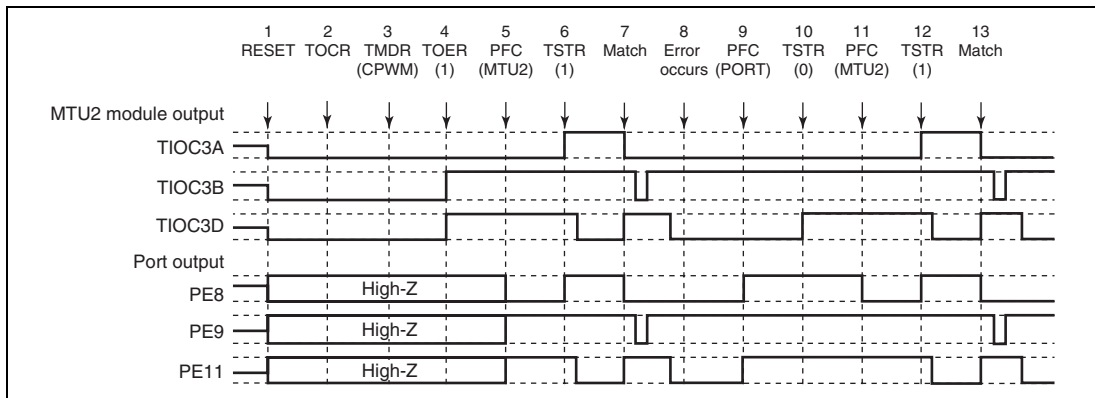 1 2 3 4 5 6 7 8 9 10 11 12 13
RESET TOCR TMDR TOER PFC TSTR Match Error PFC TSTR PFC TSTR Match
(CPWM) (1) (MTU2) (1) occurs (PORT) (0) (MTU2) (1)
MTU2 module output
TIOC3A
TIOC3B
TIOC3D
Port output
PE8 High-Z
PE9 High-Z
PE11 High-Z